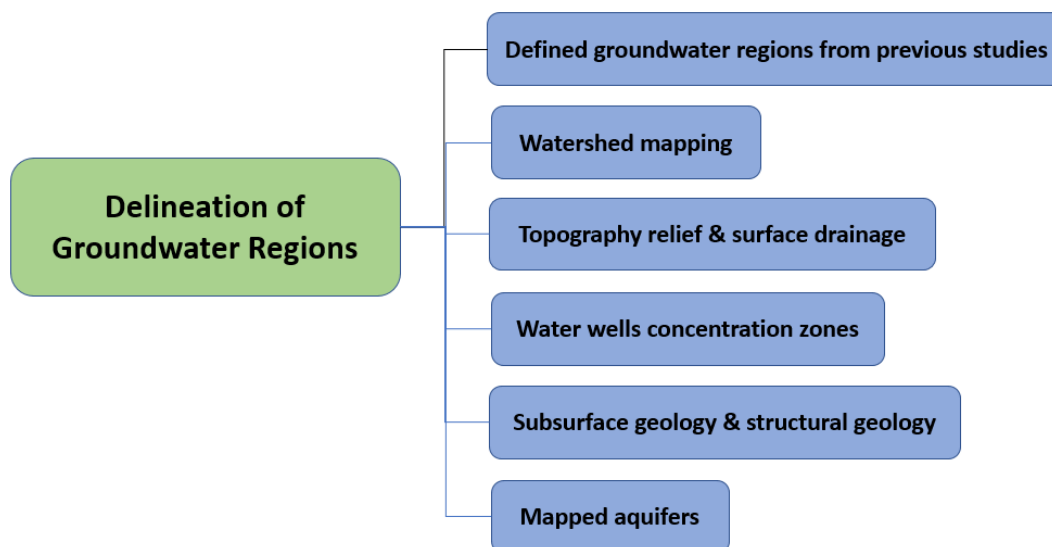 Defined groundwater regions from previous studies
Watershed mapping
Delineation of
Groundwater Regions
Topography relief & surface drainage
Water wells concentration zones
Subsurface geology & structural geology
Mapped aquifers